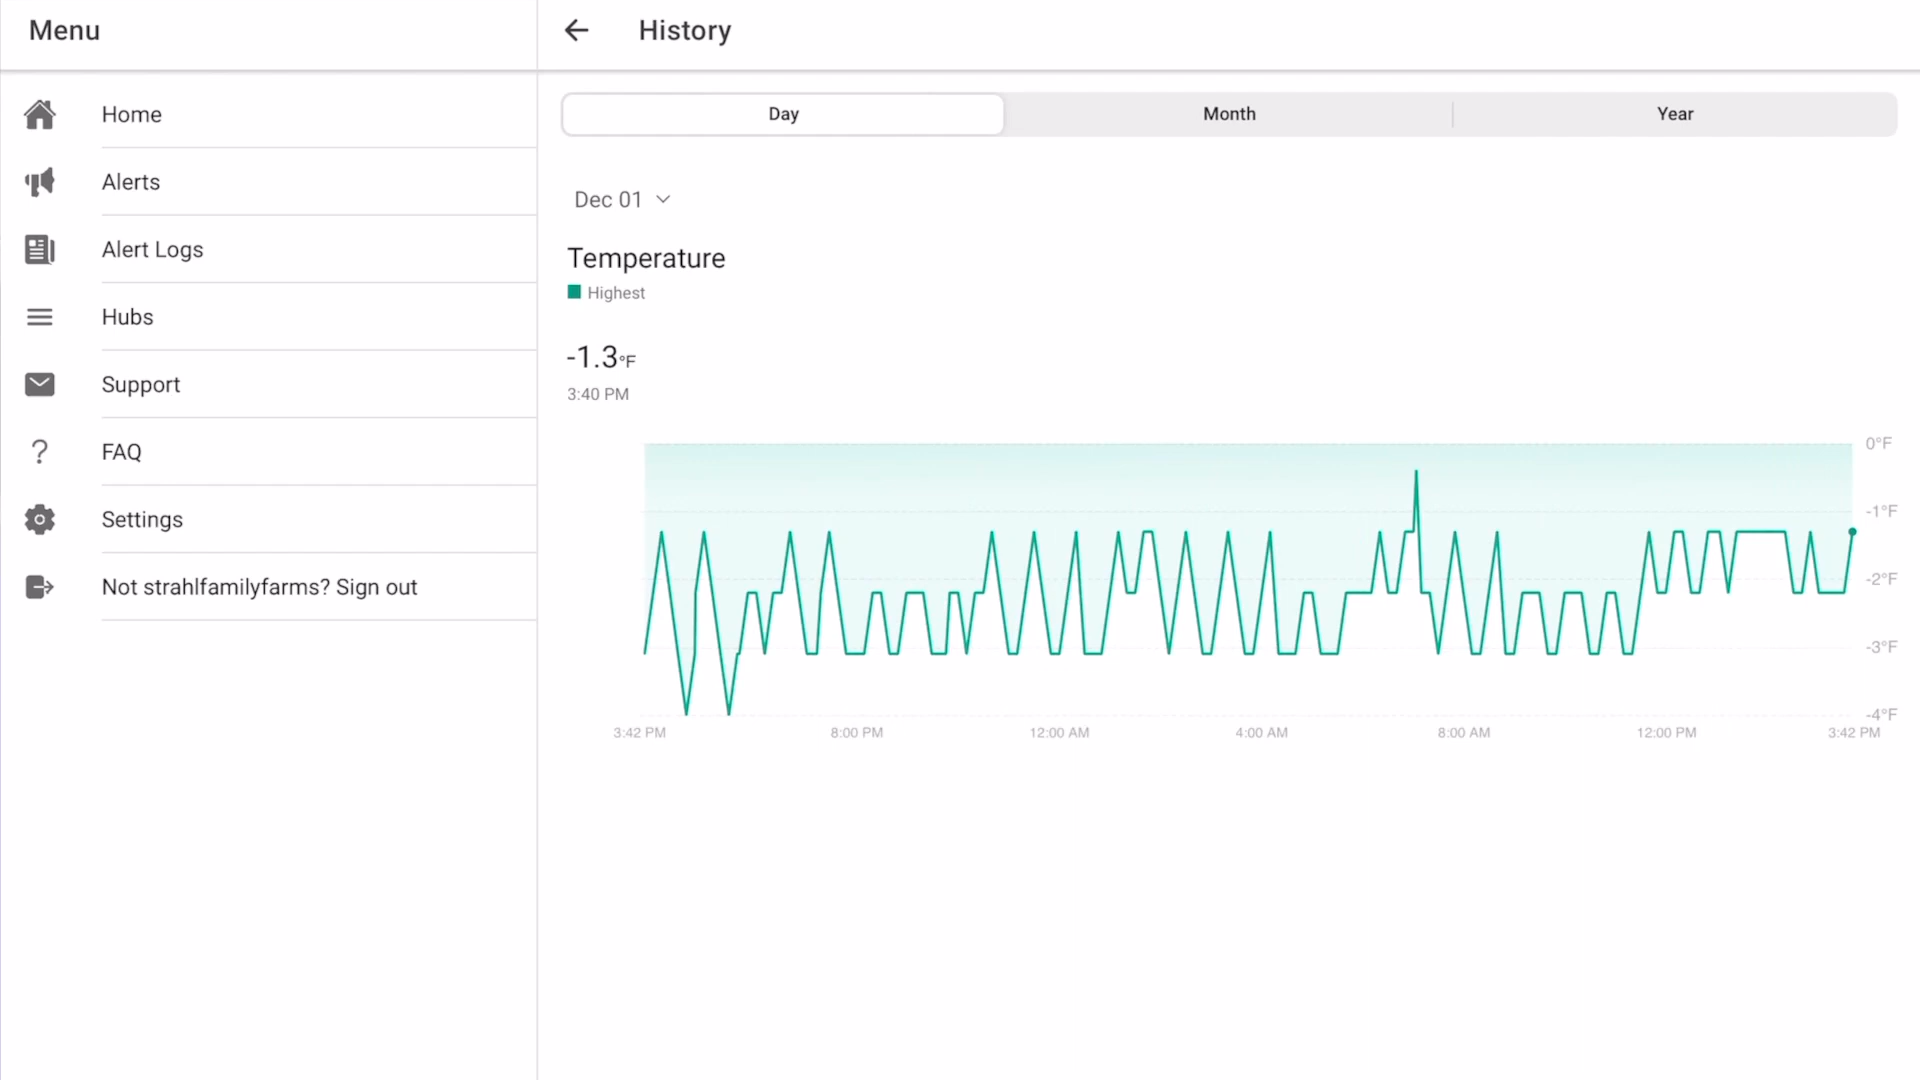 Menu
History
Home
Alerts
Alert Logs
Hubs
Support
FAQ
Settings
Not strahlfamilyfarms? Sign out
Day
Month
Year
Dec 01
Temperature
Highest
-1.3°F
3:40 PM
0°F
-1°F
-2°F
-3°F
-4°F
3:42 PM
8:00 PM
12:00 AM
4:00 AM
8:00 AM
12:00 PM
3:42 PM